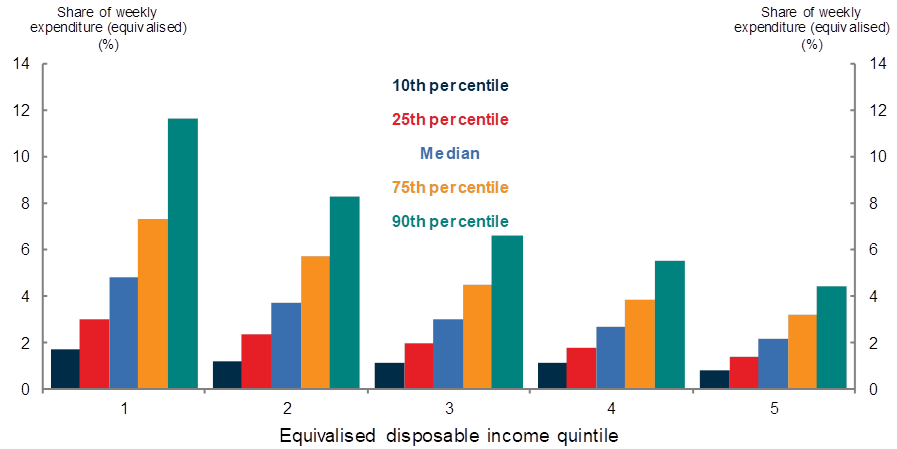 Share of weekly
expenditure (equivalised)
(%)
Share of weekly
expenditure (equivalised)
(%)
14
12
10
8
6
4
2
0
10th percentile
25th percentile
Median
75th percentile
90th percentile
14
12
10
8
6
4
2
0
1 2 3 4 5
Equivalised disposable income quintile